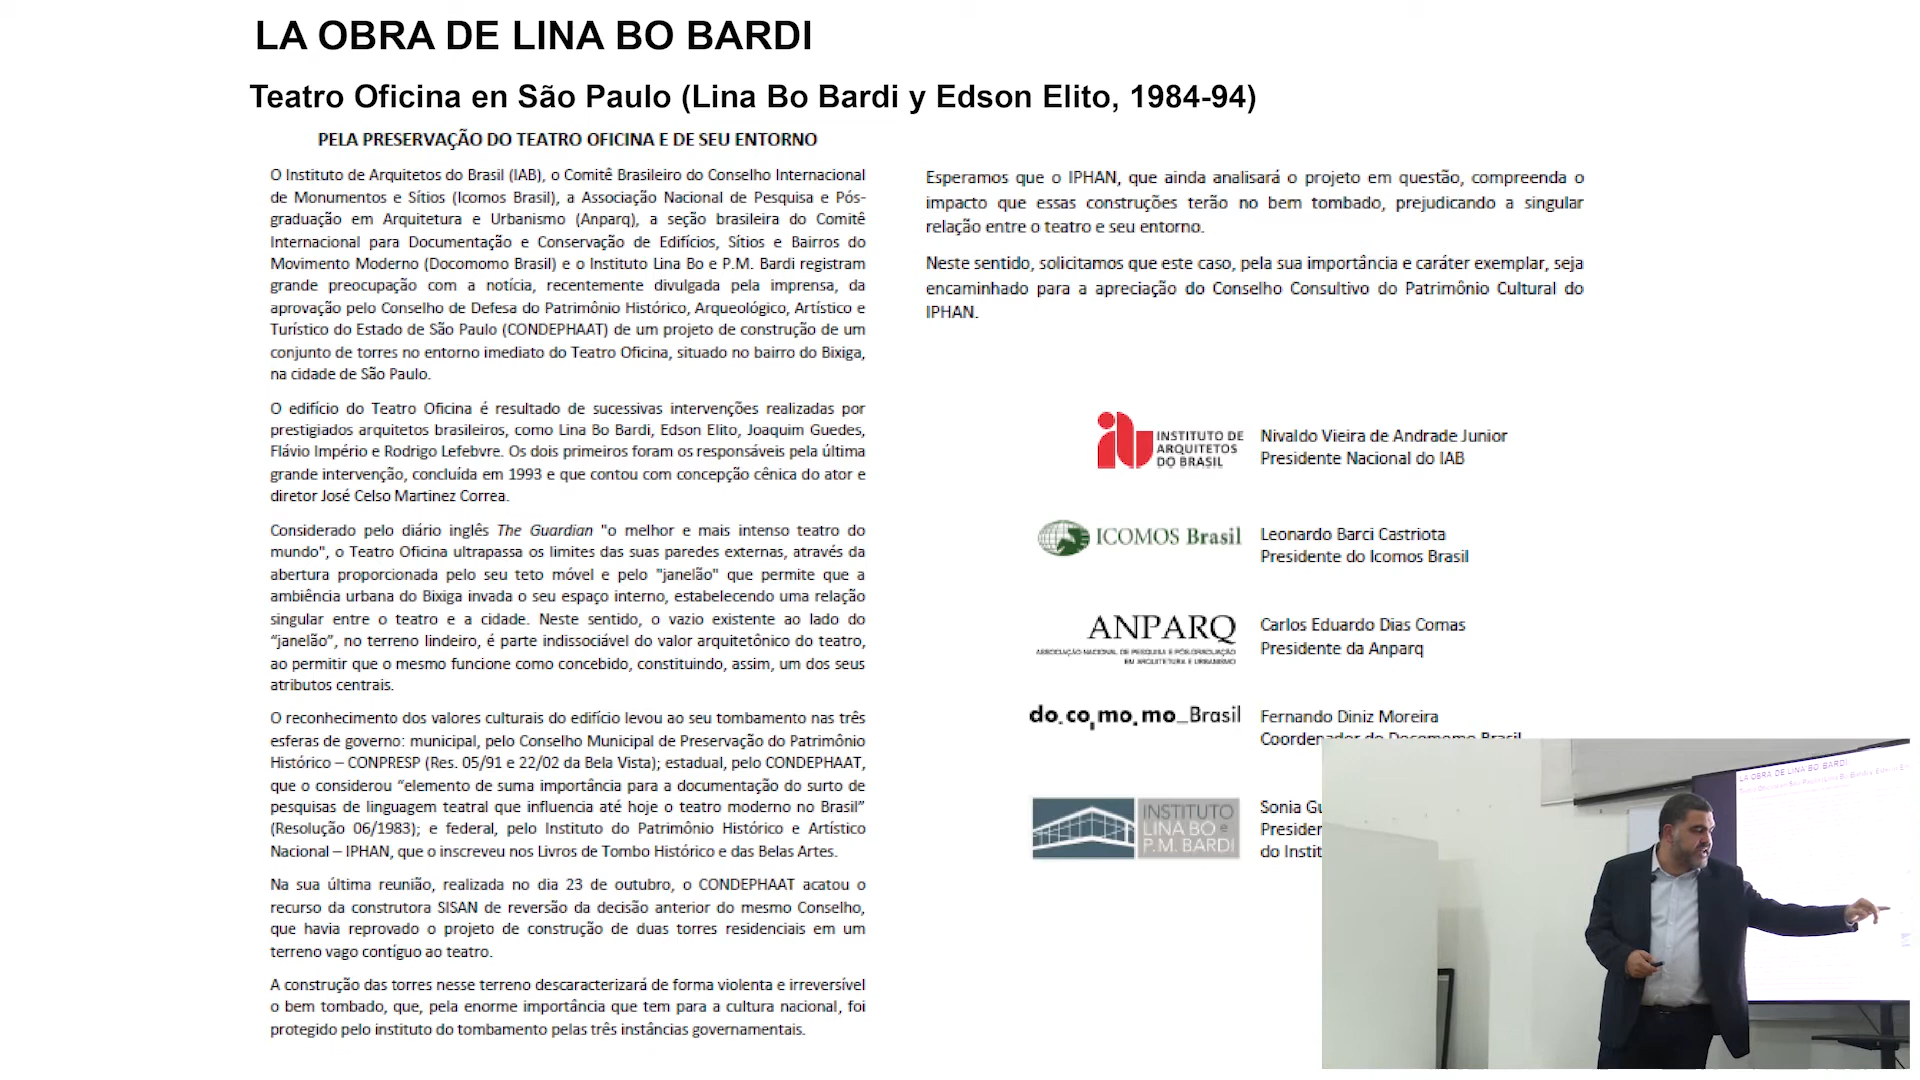 LA OBRA DE LINA BO BARDI
Teatro Oficina en São Paulo (Lina Bo Bardi y Edson Elito, 1984-94)
PELA PRESERVAÇÃO DO TEATRO OFICINA E DE SEU ENTORNO
O Instituto de Arquitetos do Brasil (IAB), o Comitê Brasileiro do Conselho Internacional
de Monumentos e Sítios (Icomos Brasil), a Associação Nacional de Pesquisa e Pós-
graduação em Arquitetura e Urbanismo (Anparq), a seção brasileira do Comitê
Internacional para Documentação e Conservação de Edifícios, Sítios e Bairros do
Movimento Moderno (Docomomo Brasil) e o Instituto Lina Bo e P.M. Bardi registram
grande preocupação com a notícia, recentemente divulgada pela imprensa, da
aprovação pelo Conselho de Defesa do Patrimônio Histórico, Arqueológico, Artístico e
Turístico do Estado de São Paulo (CONDEPHAAT) de um projeto de construção de um
conjunto de torres no entorno imediato do Teatro Oficina, situado no bairro do Bixiga,
na cidade de São Paulo.
O edifício do Teatro Oficina é resultado de sucessivas intervenções realizadas por
prestigiados arquitetos brasileiros, como Lina Bo Bardi, Edson Elito, Joaquim Guedes,
Flávio Império e Rodrigo Lefebvre. Os dois primeiros foram os responsáveis pela última
grande intervenção, concluída em 1993 e que contou com concepção cênica do ator e
diretor José Celso Martinez Correa.
Considerado pelo diário inglês The Guardian "o melhor e mais intenso teatro do
mundo", o Teatro Oficina ultrapassa os limites das suas paredes externas, através da
abertura proporcionada pelo seu teto móvel e pelo "janelão" que permite que a
ambiência urbana do Bixiga invada o seu espaço interno, estabelecendo uma relação
singular entre o teatro e a cidade. Neste sentido, o vazio existente ao lado do
“janelão”, no terreno lindeiro, é parte indissociável do valor arquitetônico do teatro,
ao permitir que o mesmo funcione como concebido, constituindo, assim, um dos seus
atributos centrais.
O reconhecimento dos valores culturais do edifício levou ao seu tombamento nas três
esferas de governo: municipal, pelo Conselho Municipal de Preservação do Patrimônio
Histórico – CONPRESP (Res. 05/91 e 22/02 da Bela Vista); estadual, pelo CONDEPHAAT,
que o considerou “elemento de suma importância para a documentação do surto de
pesquisas de linguagem teatral que influencia até hoje o teatro moderno no Brasil”
(Resolução 06/1983); e federal, pelo Instituto do Patrimônio Histórico e Artístico
Nacional – IPHAN, que o inscreveu nos Livros de Tombo Histórico e das Belas Artes.
Na sua última reunião, realizada no dia 23 de outubro, o CONDEPHAAT acatou o
recurso da construtora SISAN de reversão da decisão anterior do mesmo Conselho,
que havia reprovado o projeto de construção de duas torres residenciais em um
terreno vago contíguo ao teatro.
A construção das torres nesse terreno descaracterizará de forma violenta e irreversível
o bem tombado, que, pela enorme importância que tem para a cultura nacional, foi
protegido pelo instituto do tombamento pelas três instâncias governamentais.
Esperamos que o IPHAN, que ainda analisará o projeto em questão, compreenda o
impacto que essas construções terão no bem tombado, prejudicando a singular
relação entre o teatro e seu entorno.
Neste sentido, solicitamos que este caso, pela sua importância e caráter exemplar, seja
encaminhado para a apreciação do Conselho Consultivo do Patrimônio Cultural do
IPHAN.
iab INSTITUTO DE
ARQUITETOS
DO BRASIL
Nivaldo Vieira de Andrade Junior
Presidente Nacional do IAB
ICOMOS Brasil
Leonardo Barci Castriota
Presidente do Icomos Brasil
ANPARQ
ASSOCIAÇÃO NACIONAL DE PESQUISA E PÓS-GRADUAÇÃO
EM ARQUITETURA E URBANISMO
Carlos Eduardo Dias Comas
Presidente da Anparq
do_co,mo.mo_Brasil
Fernando Diniz Moreira
Coordenador do Docomomo Brasil
INSTITUTO
LINA BO e
P.M. BARDI
Sonia Gu
Presiden
do Instit
LA OBRA DE LINA BO BARDI